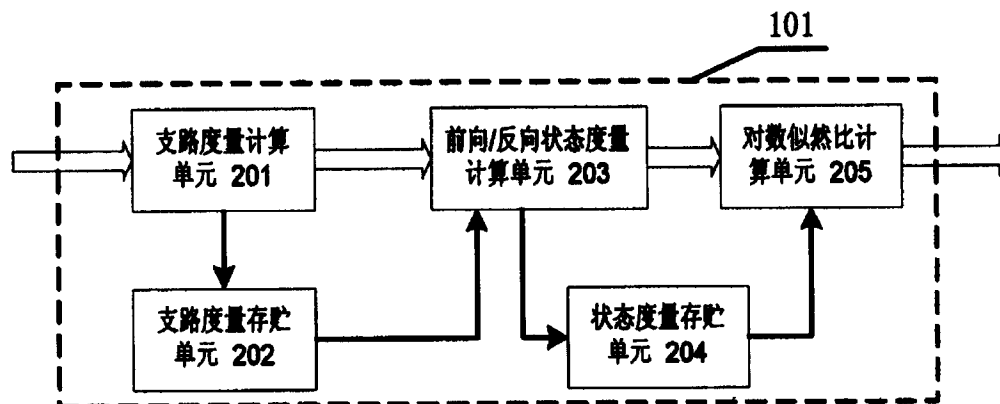 101
支路度量计算
单元 201
前向/反向状态度量
计算单元 203
对数似然比计
算单元 205
支路度量存贮
单元 202
状态度量存贮
单元 204